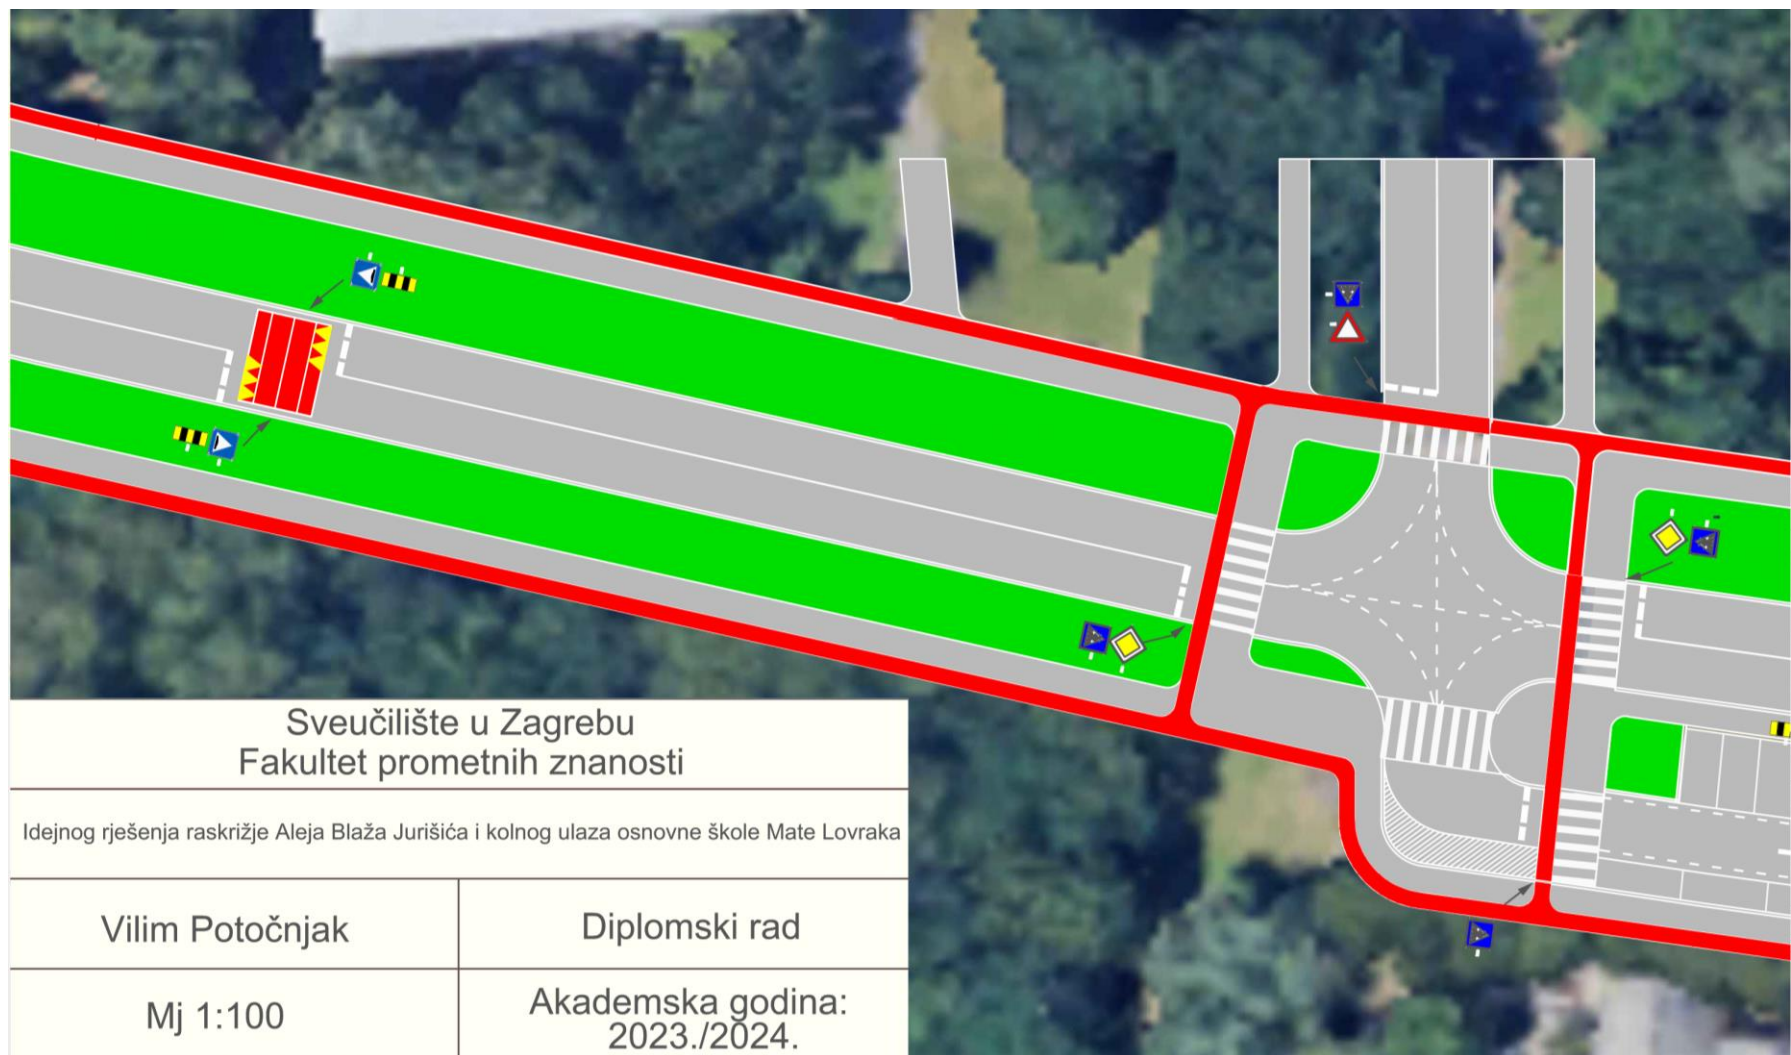 Sveučilište u Zagrebu
Fakultet prometnih znanosti
Idejnog rješenja raskrižje Aleja Blaža Jurišića i kolnog ulaza osnovne škole Mate Lovraka
Vilim Potočnjak
Diplomski rad
Mj 1:100
Akademska godina:
2023./2024.